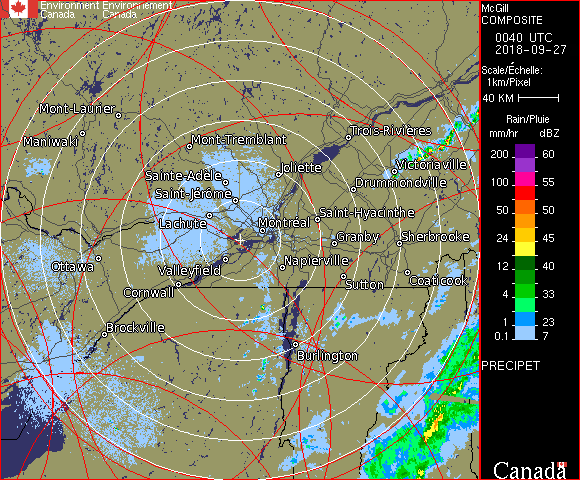 Environment Environnement
Canada Canada
McGill
COMPOSITE
0040 UTC
2018-09-27
Scale/Échelle:
1km/Pixel
40 KM
Rain/Pluie
mm/hr dBZ
200 60
100 55
50 50
24 45
12 40
4 33
1 23
0.1 7
PRECIPET
Canada
Mont-Laurier
Maniwaki
Mont-Tremblant
Trois-Rivières
Sainte-Adèle
Joliette
Victoriaville
Saint-Jérôme
Drummondville
Lachute
Montréal
Saint-Hyacinthe
Granby
Sherbrooke
Ottawa
Valleyfield
Napierville
Cornwall
Sutton
Coaticook
Brockville
Burlington